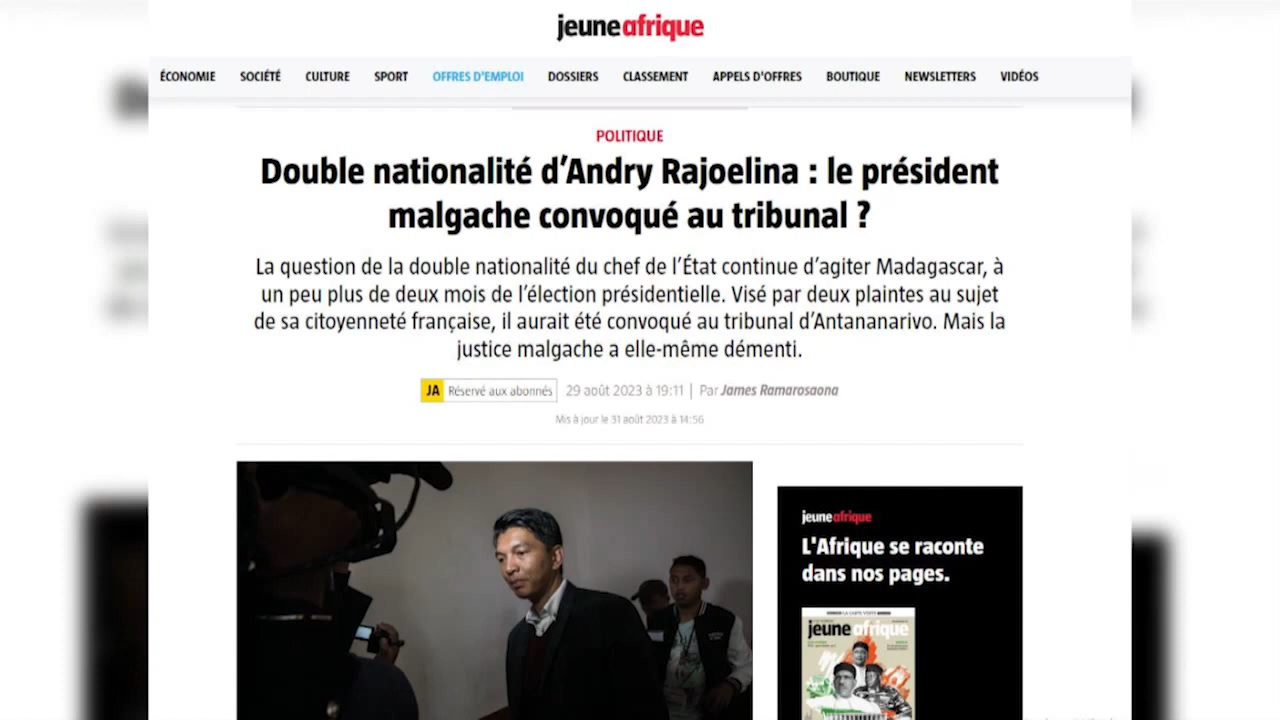 jeuneafrique
ÉCONOMIE SOCIÉTÉ CULTURE SPORT OFFRES D'EMPLOI DOSSIERS CLASSEMENT APPELS D'OFFRES BOUTIQUE NEWSLETTERS VIDÉOS
POLITIQUE
Double nationalité d’Andry Rajoelina : le président
malgache convoqué au tribunal ?
La question de la double nationalité du chef de l’État continue d’agiter Madagascar, à
un peu plus de deux mois de l’élection présidentielle. Visé par deux plaintes au sujet
de sa citoyenneté française, il aurait été convoqué au tribunal d’Antananarivo. Mais la
justice malgache a elle-même démenti.
JA Réservé aux abonnés 29 août 2023 à 19:11 | Par James Ramarosaona
Mis à jour le 31 août 2023 à 14:56
jeuneafrique
L'Afrique se raconte
dans nos pages.
jeuneafrique